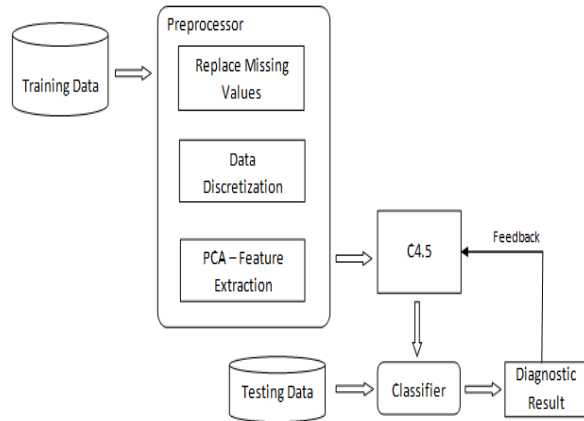 Preprocessor
Training Data
Replace Missing
Values
Data
Discretization
PCA – Feature
Extraction
C4.5
Feedback
Testing Data
Classifier
Diagnostic
Result